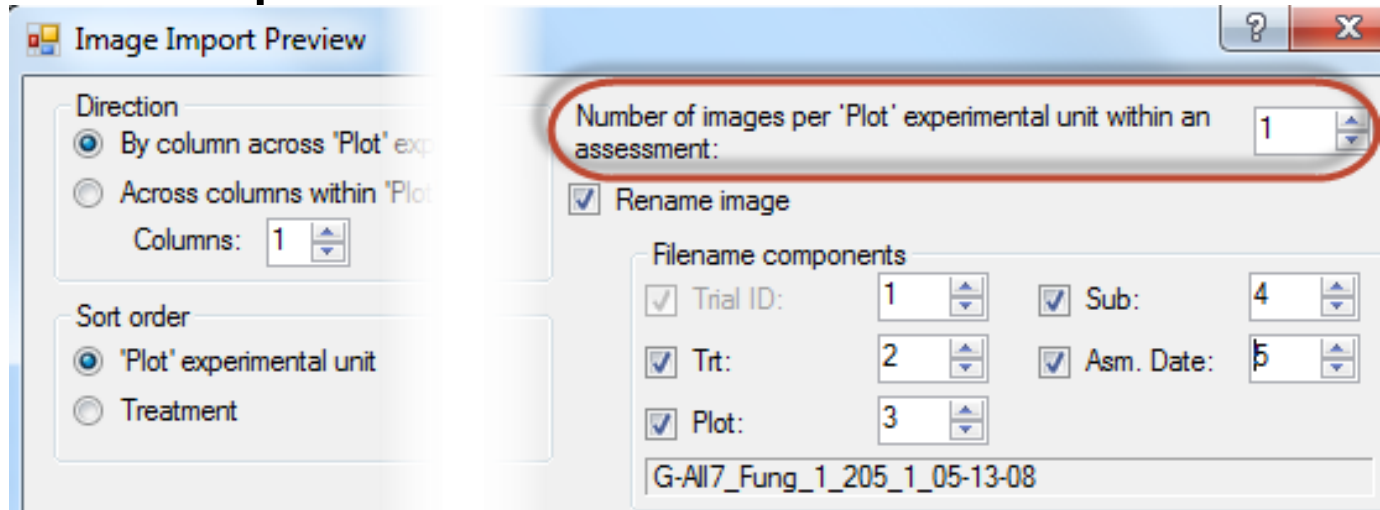 Image Import Preview
Direction
By column across 'Plot' exp
Across columns within 'Plot
Columns: 1
Sort order
'Plot' experimental unit
Treatment
Number of images per 'Plot' experimental unit within an
assessment:
1
Rename image
Filename components
Trial ID: 1
Sub: 4
Trt: 2
Asm. Date: 5
Plot: 3
G-All7_Fung_1_205_1_05-13-08